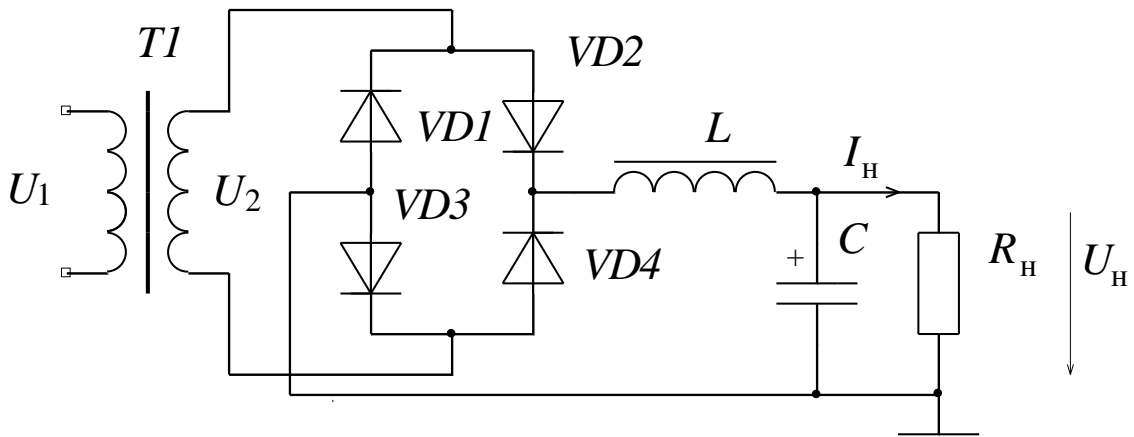 T1
VD2
VD1
L
Iн
U1
U2
VD3
VD4
+
C
Rн
Uн